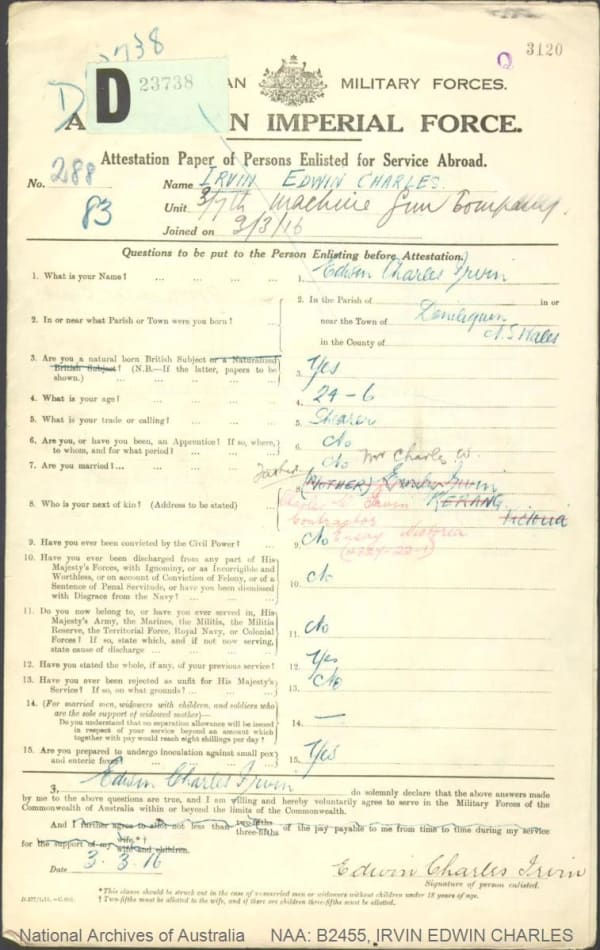 23738
3120
D 23738
AN MILITARY FORCES.
A N IMPERIAL FORCE.
Attestation Paper of Persons Enlisted for Service Abroad.
No. 288
83
Name IRVIN EDWIN CHARLES.
Unit 3/7th Machine Gun Company.
Joined on 2/3/16
Questions to be put to the Person Enlisting before Attestation.
1. What is your Name? ... 1. Edwin Charles Irvin
2. In or near what Parish or Town were you born? ... 2. In the Parish of in or
near the Town of Deniliquin
in the County of N.S Wales
3. Are you a natural born British Subject or a Naturalized
British Subject? (N.B.—If the latter, papers to be
shown.) 3. Yes
4. What is your age? 4. 24-6
5. What is your trade or calling? 5. Shearer
6. Are you, or have you been, an Apprentice? If so, where,
to whom, and for what period? 6. No
7. Are you married?... No
8. Who is your next of kin? (Address to be stated) Father Mr Charles W.
(MOTHER) Irvin
KERANG
Victoria
Irvin
Contractor
Ensay Victoria
9. Have you ever been convicted by the Civil Power? 9. No
10. Have you ever been discharged from any part of His
Majesty's Forces, with Ignominy, or as Incorrigible and
Worthless, or on account of Conviction of Felony, or of a
Sentence of Penal Servitude, or have you been dismissed
with Disgrace from the Navy? 10. No
11. Do you now belong to, or have you ever served in, His
Majesty's Army, the Marines, the Militia, the Militia
Reserve, the Territorial Force, Royal Navy, or Colonial
Forces? If so, state which, and if not now serving,
state cause of discharge 11. No
12. Have you stated the whole, if any, of your previous service? 12. Yes
13. Have you ever been rejected as unfit for His Majesty's
Service? If so, on what grounds? 13. No
14. (For married men, widowers with children, and soldiers who
are the sole support of widowed mother)—
Do you understand that no separation allowance will be issued
in respect of your service beyond an amount which
together with pay would reach eight shillings per day? 14. —
15. Are you prepared to undergo inoculation against small pox
and enteric fever? 15. Yes
I, Edwin Charles Irvin do solemnly declare that the above answers made
by me to the above questions are true, and I am willing and hereby voluntarily agree to serve in the Military Forces of the
Commonwealth of Australia within or beyond the limits of the Commonwealth.
And I further agree to allot not less than two-fifths three-fifths of the pay payable to me from time to time during my service
for the support of my wife,*† wife and children.
Date 3.3.16
Edwin Charles Irvin
Signature of person enlisted.
*This clause should be struck out in the case of unmarried men or widowers without children under 18 years of age.
† Two-fifths must be allotted to the wife, and if there are children three-fifths must be allotted.
National Archives of Australia NAA: B2455, IRVIN EDWIN CHARLES